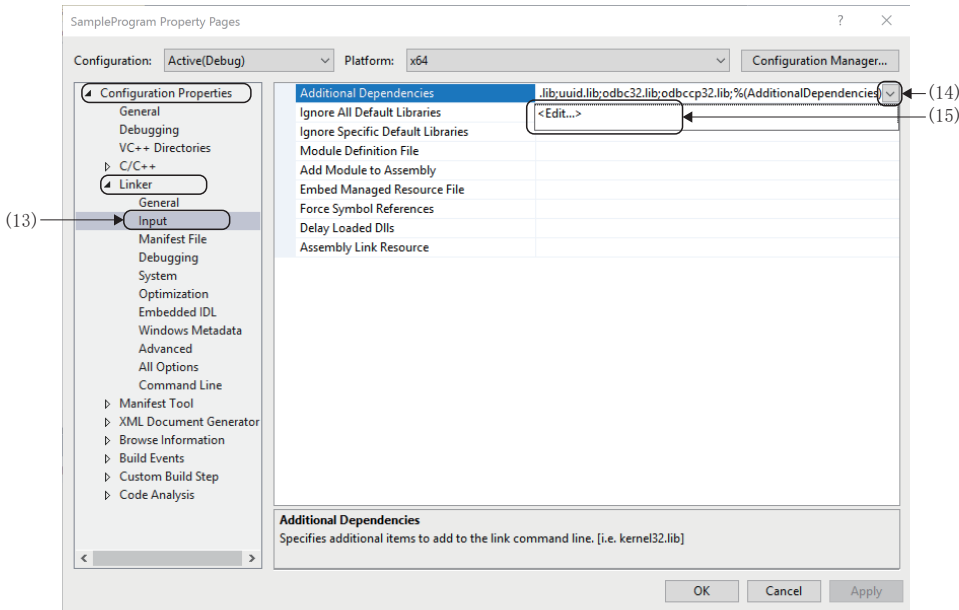 SampleProgram Property Pages
? ×
Configuration: Active(Debug) Platform: x64 Configuration Manager...
Configuration Properties
General
Debugging
VC++ Directories
C/C++
Linker
General
Input
Manifest File
Debugging
System
Optimization
Embedded IDL
Windows Metadata
Advanced
All Options
Command Line
Manifest Tool
XML Document Generator
Browse Information
Build Events
Custom Build Step
Code Analysis
Additional Dependencies .lib;uuid.lib;odbc32.lib;odbccp32.lib;%(AdditionalDependencies)
Ignore All Default Libraries <Edit...>
Ignore Specific Default Libraries
Module Definition File
Add Module to Assembly
Embed Managed Resource File
Force Symbol References
Delay Loaded Dlls
Assembly Link Resource
(13)
(14)
(15)
Additional Dependencies
Specifies additional items to add to the link command line. [i.e. kernel32.lib]
OK Cancel Apply